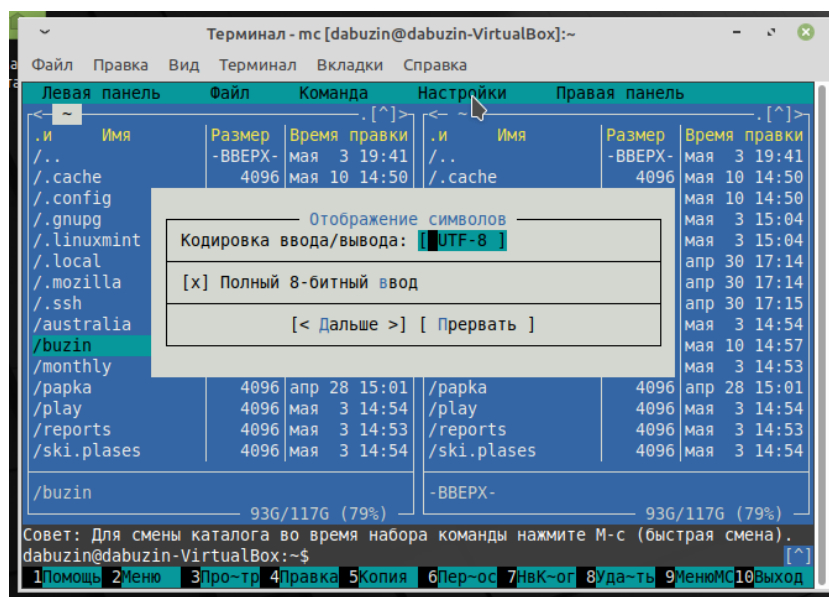 Терминал - mc [dabuzin@dabuzin-VirtualBox]:~
Файл Правка Вид Терминал Вкладки Справка
Левая панель Файл Команда Настройки Правая панель
<— ~ .[^]> <— ~ .[^]>
.и Имя Размер Время правки .и Имя Размер Время правки
/.. -ВВЕРХ- мая 3 19:41 /.. -ВВЕРХ- мая 3 19:41
/.cache 4096 мая 10 14:50 /.cache 4096 мая 10 14:50
/.config мая 10 14:50
/.gnupg Отображение символов мая 3 15:04
/.linuxmint Кодировка ввода/вывода: [ UTF-8 ] мая 3 15:04
/.local апр 30 17:14
/.mozilla [x] Полный 8-битный ввод апр 30 17:14
/.ssh апр 30 17:15
/australia [< Дальше >] [ Прервать ] мая 3 14:54
/buzin мая 10 14:57
/monthly мая 3 14:53
/papka 4096 апр 28 15:01 /papka 4096 апр 28 15:01
/play 4096 мая 3 14:54 /play 4096 мая 3 14:54
/reports 4096 мая 3 14:53 /reports 4096 мая 3 14:53
/ski.plases 4096 мая 3 14:54 /ski.plases 4096 мая 3 14:54
/buzin -ВВЕРХ-
93G/117G (79%) 93G/117G (79%)
Совет: Для смены каталога во время набора команды нажмите M-c (быстрая смена).
dabuzin@dabuzin-VirtualBox:~$ [^]
1Помощь 2Меню 3Про~тр 4Правка 5Копия 6Пер~ос 7НвК~ог 8Уда~ть 9МенюMC10Выход